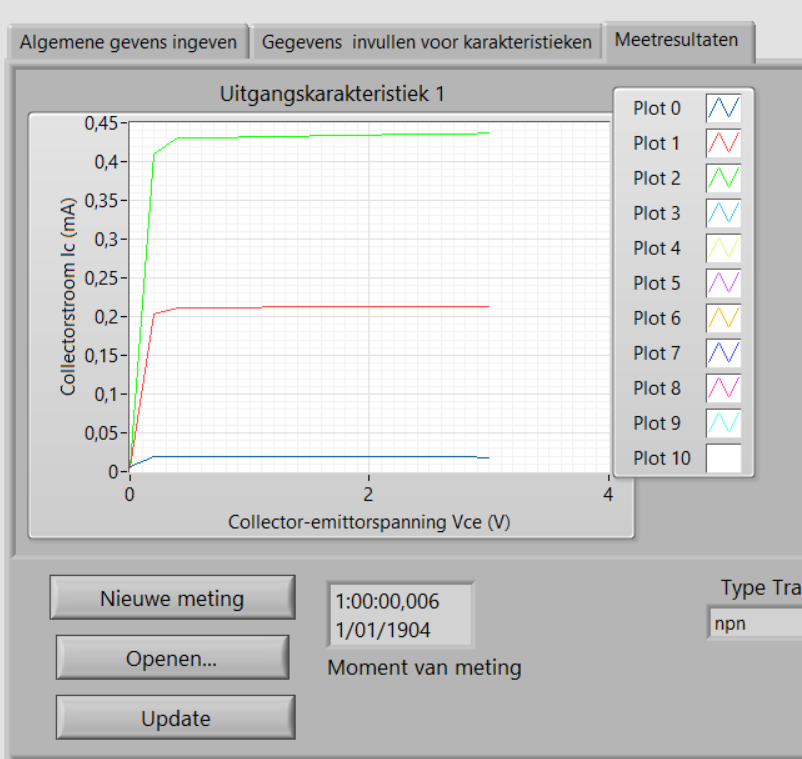 Algemene gevens ingeven
Gegevens invullen voor karakteristieken
Meetresultaten
Uitgangskarakteristiek 1
Collectorstroom Ic (mA)
0,45
0,4
0,35
0,3
0,25
0,2
0,15
0,1
0,05
0
0
2
4
Collector-emittorspanning Vce (V)
Plot 0
Plot 1
Plot 2
Plot 3
Plot 4
Plot 5
Plot 6
Plot 7
Plot 8
Plot 9
Plot 10
Nieuwe meting
Openen...
Update
1:00:00,006
1/01/1904
Moment van meting
Type Tra
npn